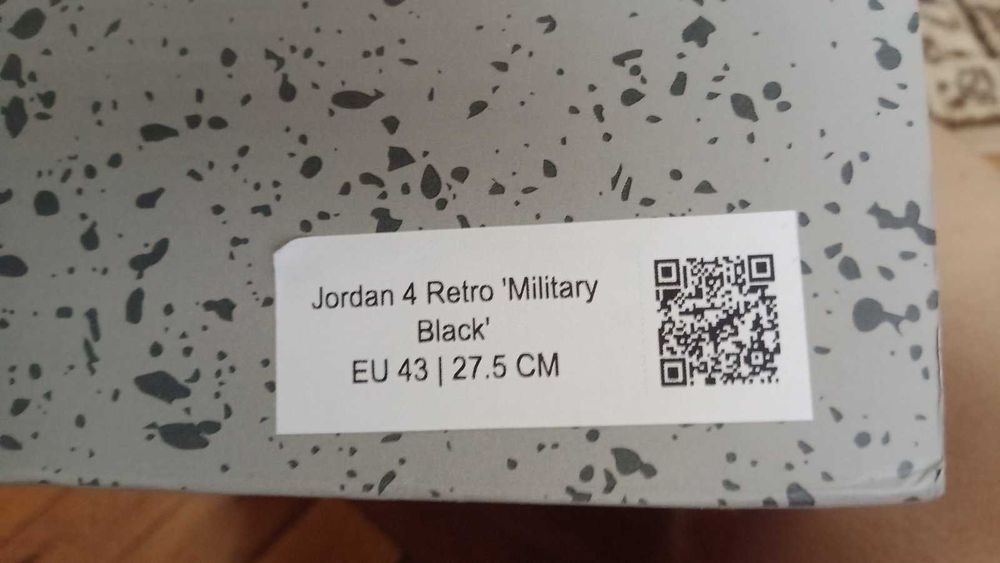 Jordan 4 Retro 'Military
Black'
EU 43 | 27.5 CM